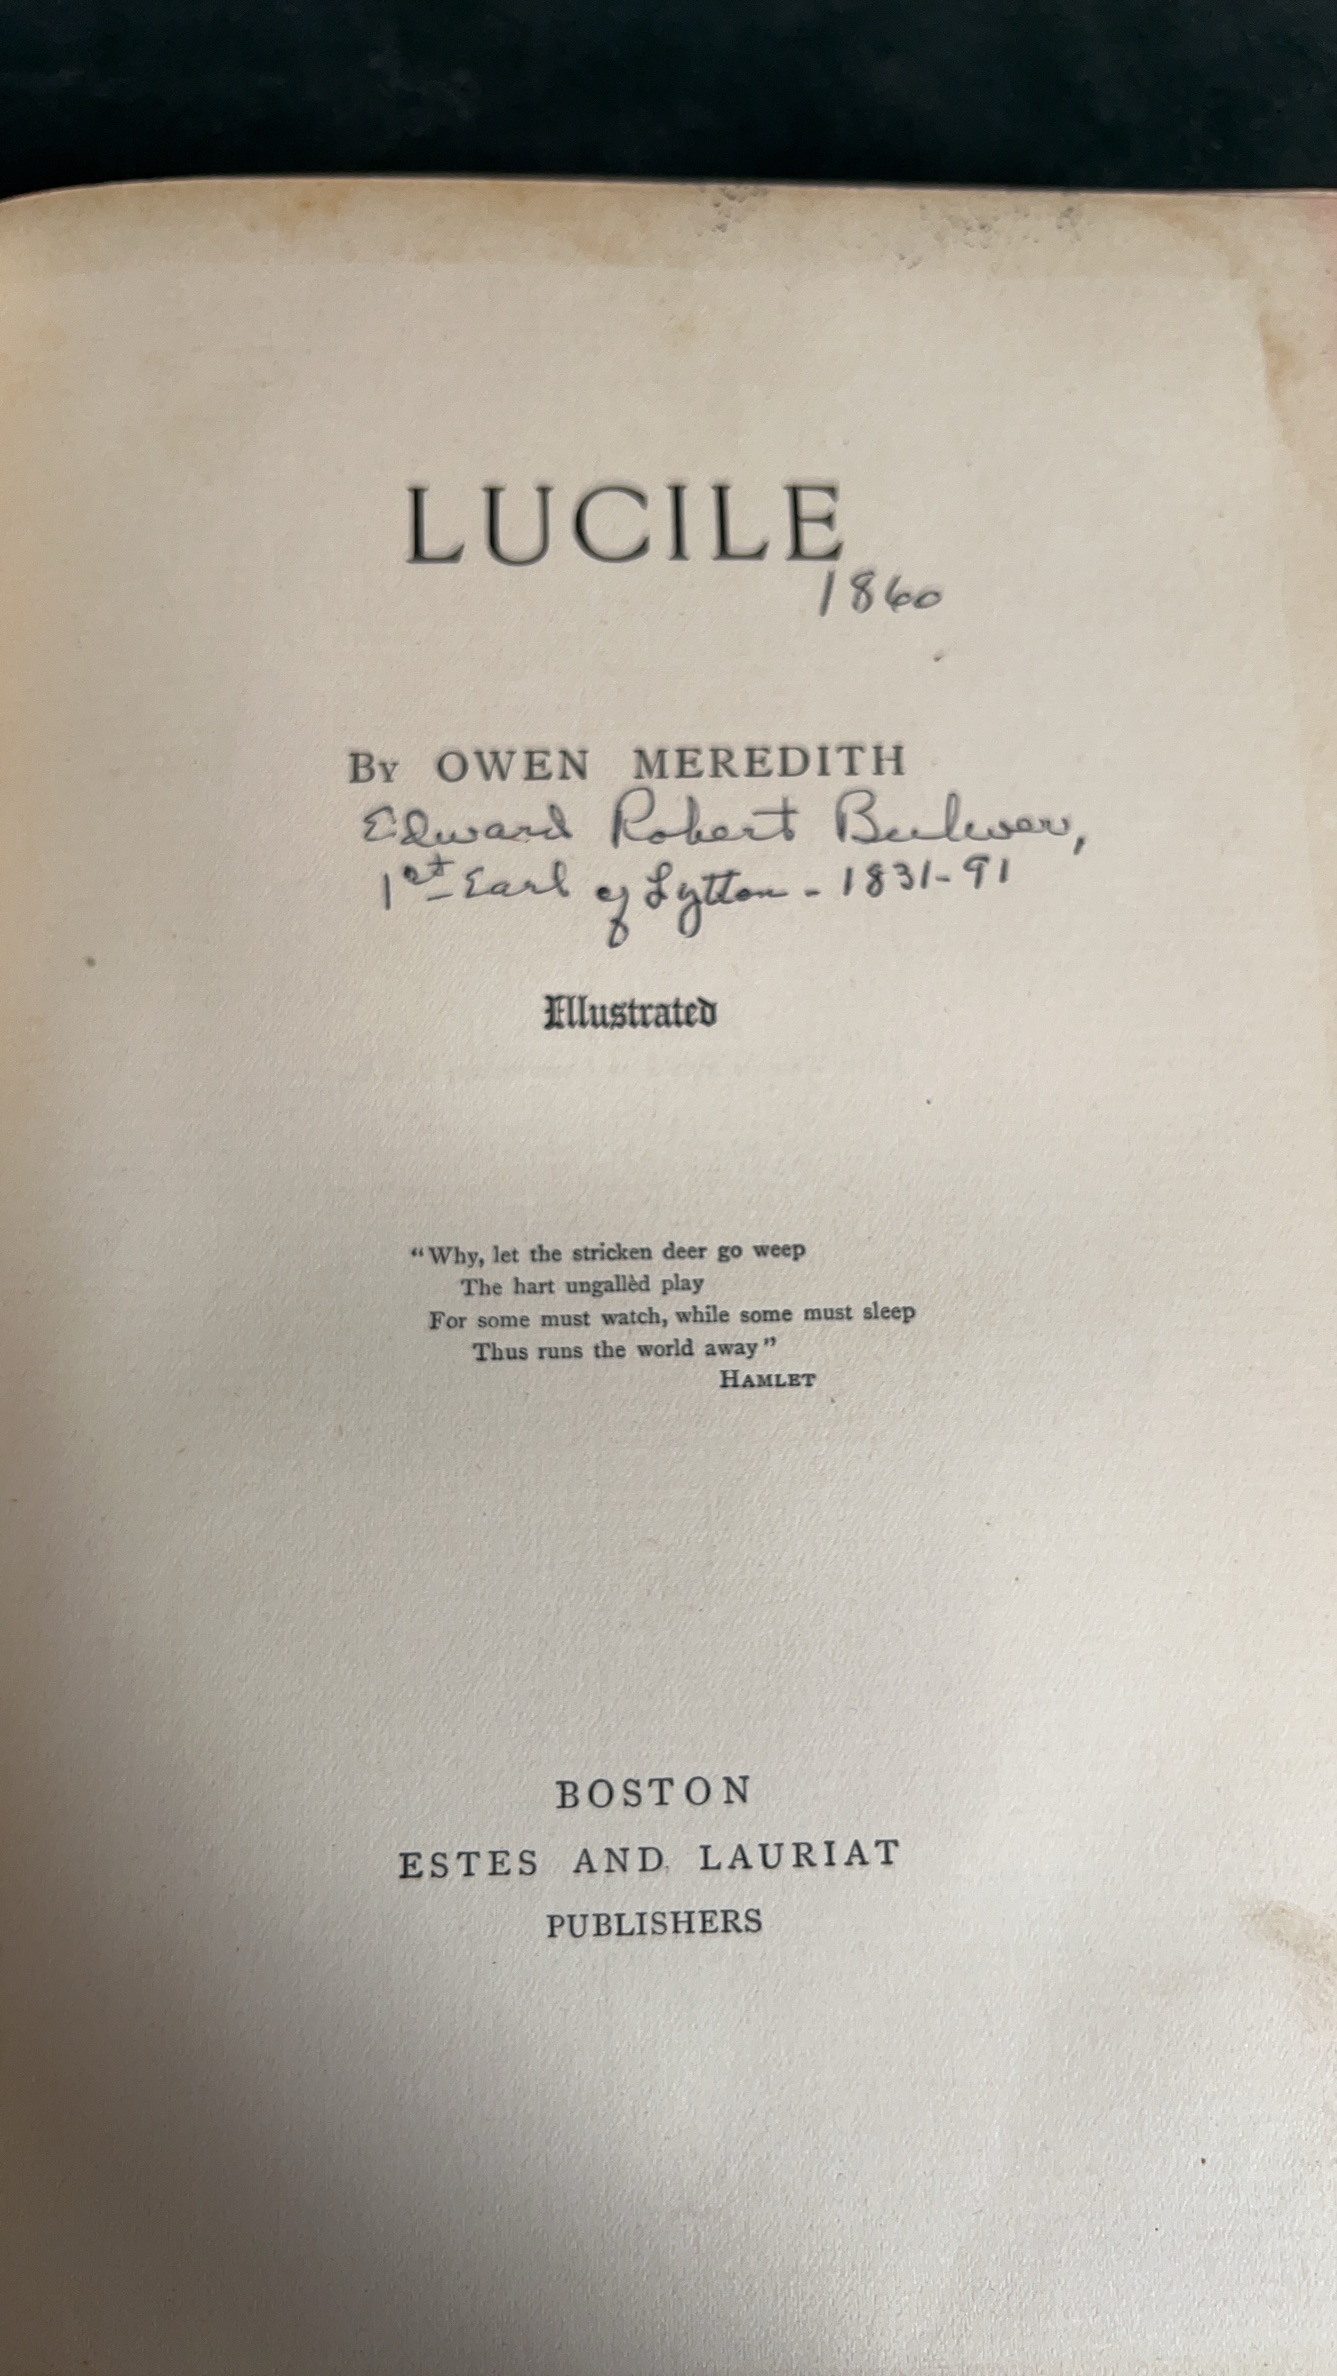 LUCILE
1860
By OWEN MEREDITH
Edward Robert Bulwer,
1st Earl of Lytton - 1831-91
Illustrated
"Why, let the stricken deer go weep
The hart ungallèd play
For some must watch, while some must sleep
Thus runs the world away"
HAMLET
BOSTON
ESTES AND LAURIAT
PUBLISHERS